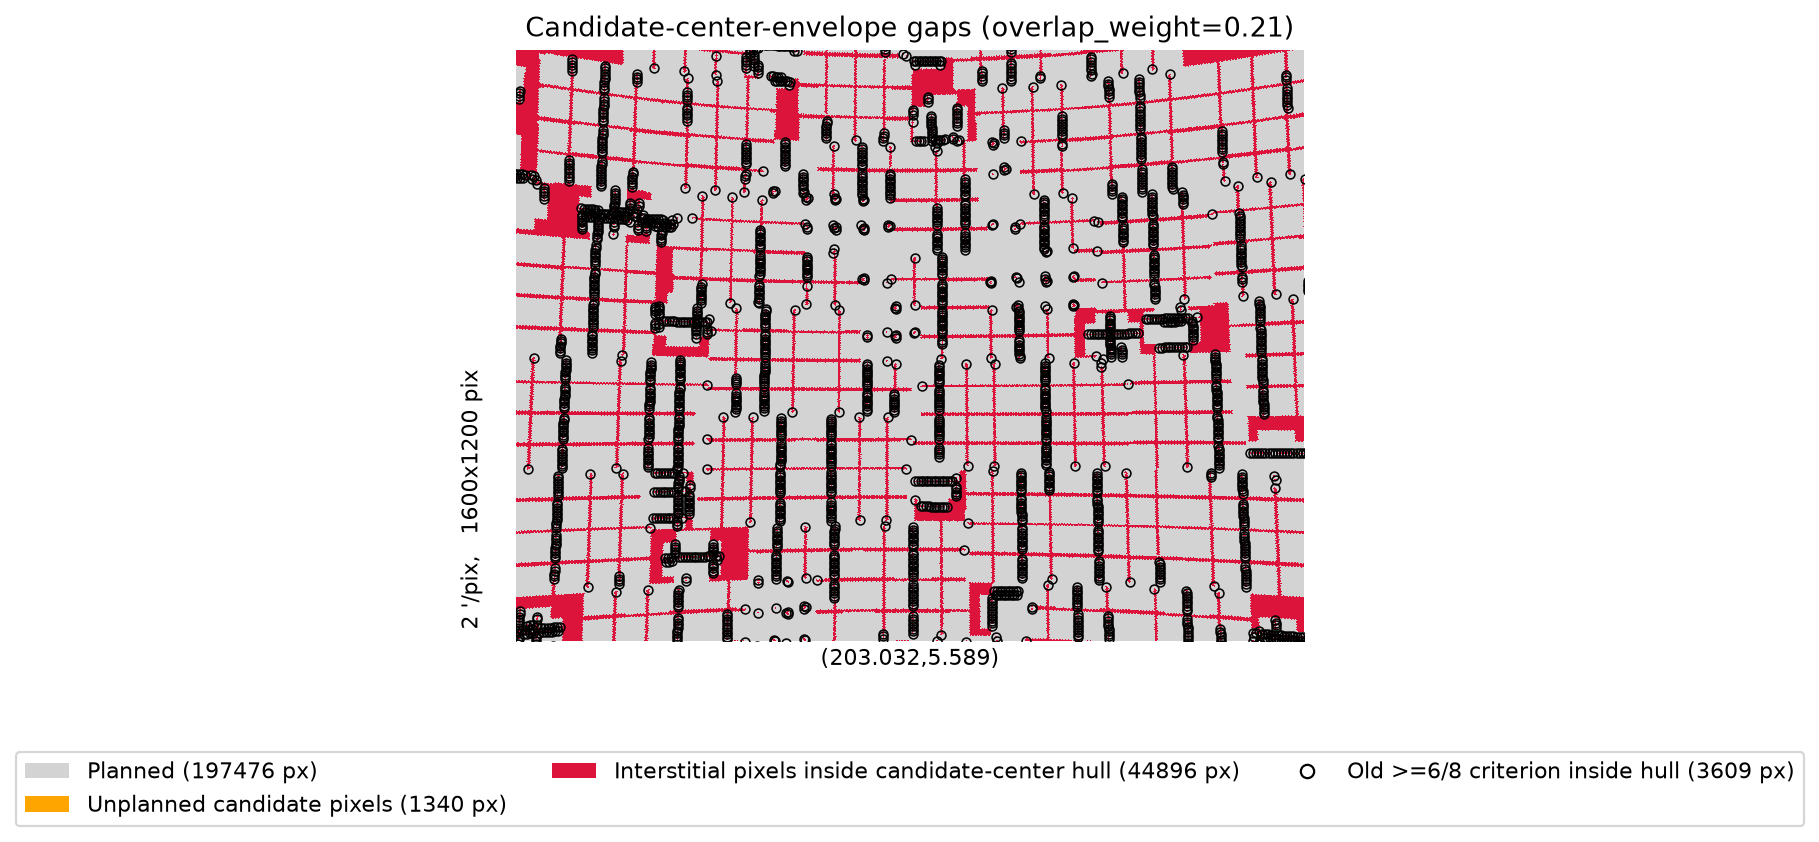 Candidate-center-envelope gaps (overlap_weight=0.21)
2 '/pix,   1600x1200 pix
(203.032,5.589)
Planned (197476 px)
Unplanned candidate pixels (1340 px)
Interstitial pixels inside candidate-center hull (44896 px)
Old >=6/8 criterion inside hull (3609 px)